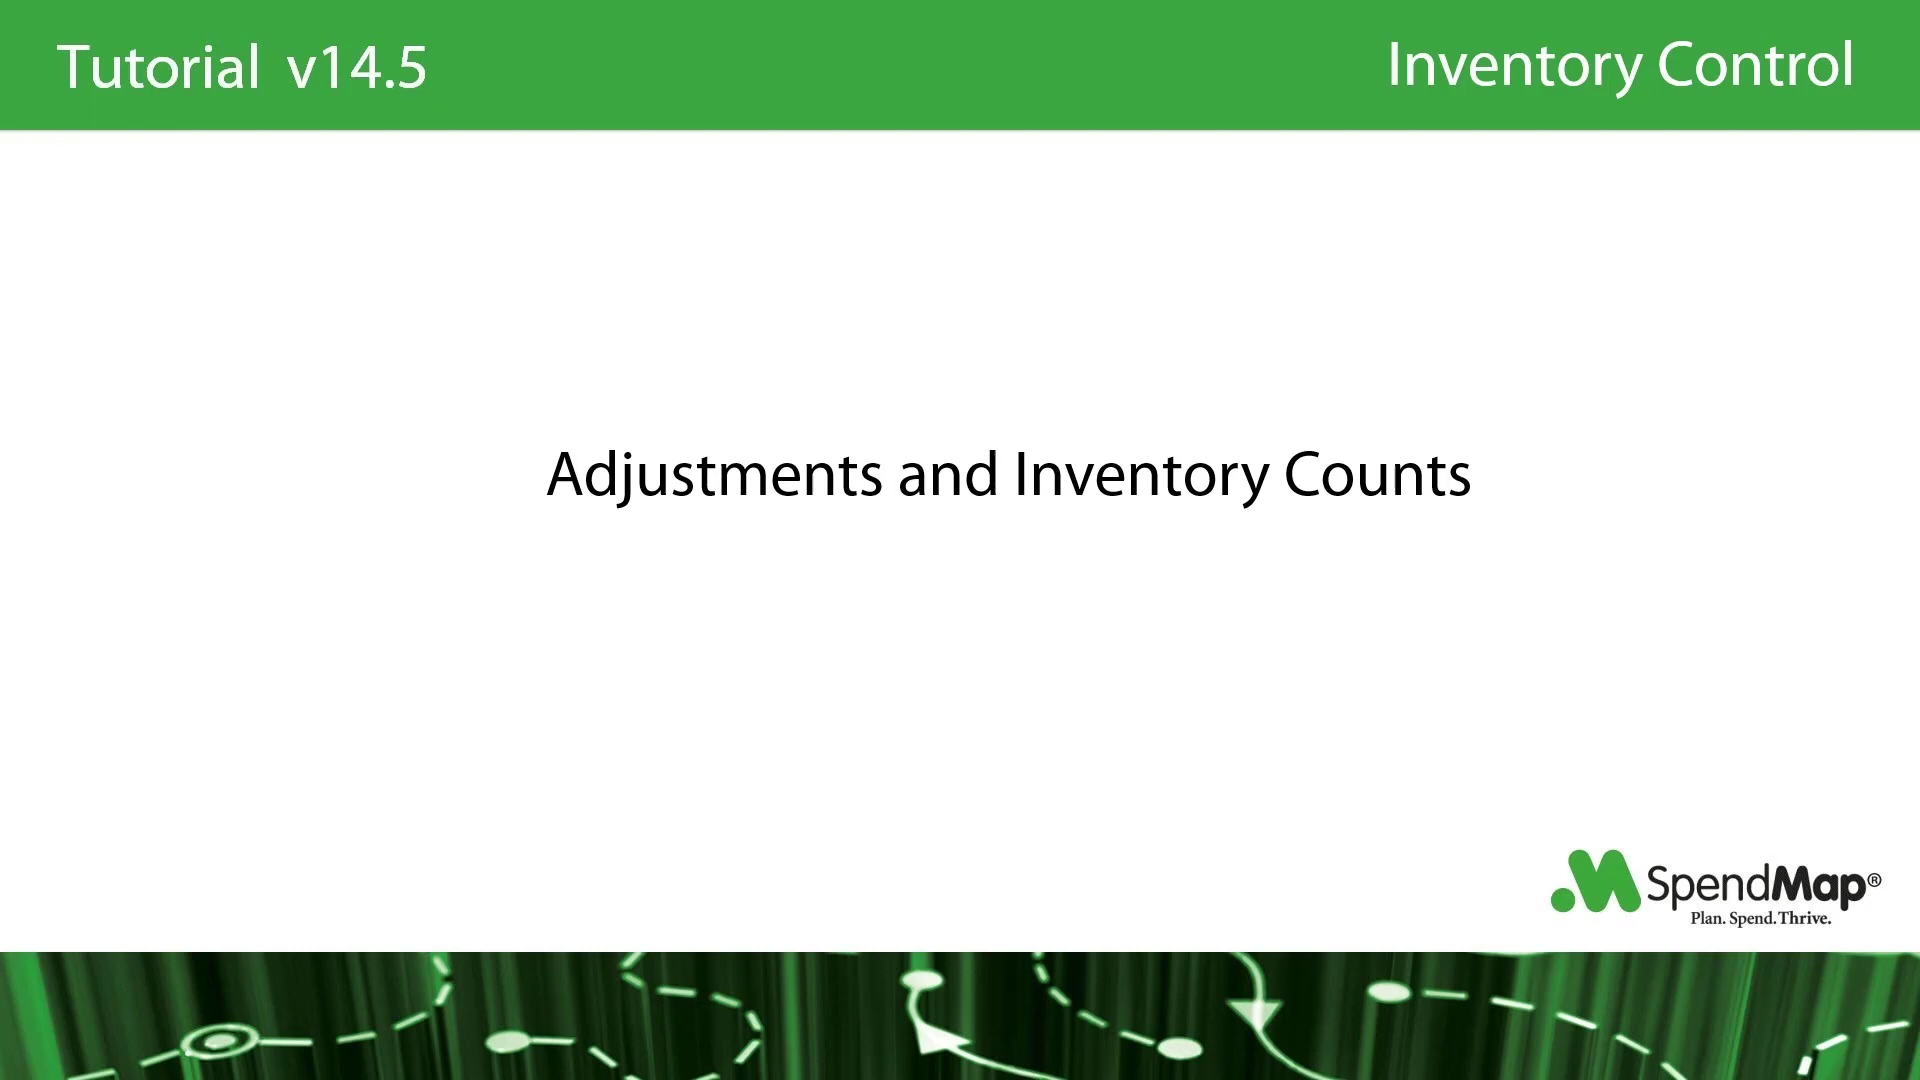 Tutorial v14.5
Inventory Control
Adjustments and Inventory Counts
SpendMap®
Plan. Spend. Thrive.